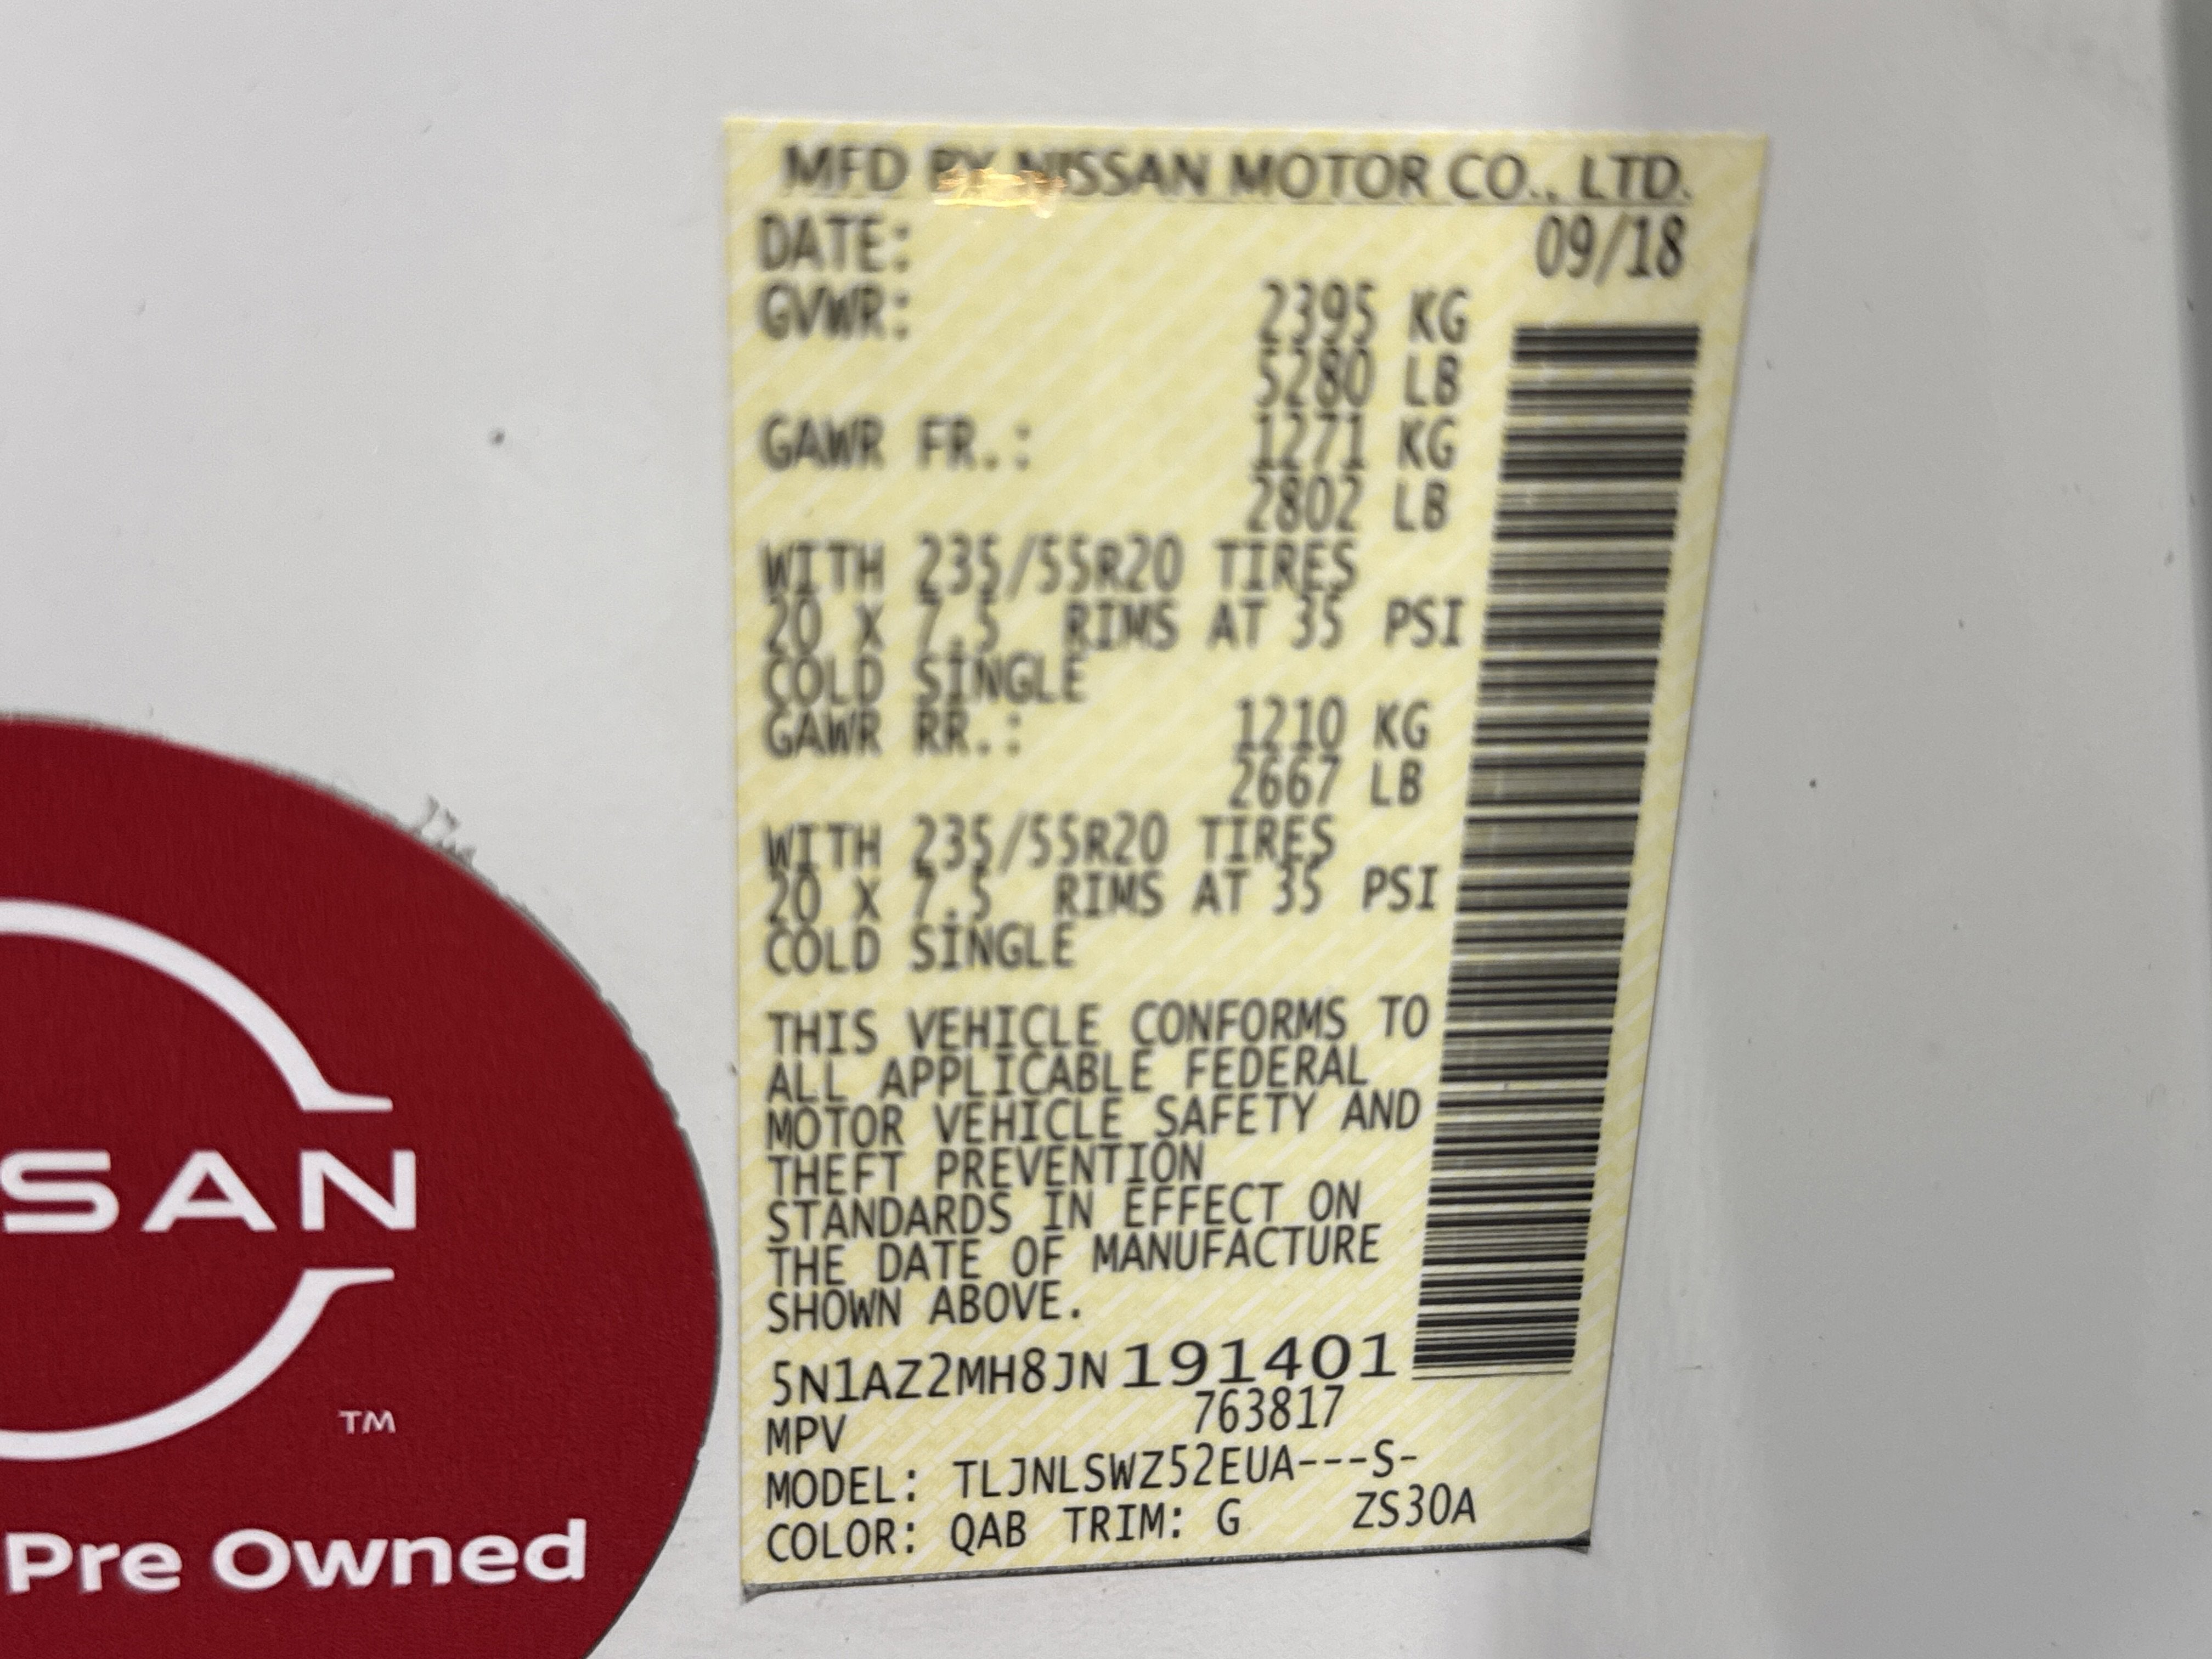 MFD BY NISSAN MOTOR CO., LTD.
DATE: 09/18
GVWR: 2395 KG
5280 LB
GAWR FR.: 1271 KG
2802 LB
WITH 235/55R20 TIRES
20 X 7.5 RIMS AT 35 PSI
COLD SINGLE
GAWR RR.: 1210 KG
2667 LB
WITH 235/55R20 TIRES
20 X 7.5 RIMS AT 35 PSI
COLD SINGLE
THIS VEHICLE CONFORMS TO
ALL APPLICABLE FEDERAL
MOTOR VEHICLE SAFETY AND
THEFT PREVENTION
STANDARDS IN EFFECT ON
THE DATE OF MANUFACTURE
SHOWN ABOVE.
5N1AZ2MH8JN191401
763817
MPV
MODEL: TLJNLSWZ52EUA---S-
COLOR: QAB TRIM: G ZS30A
SSAN
TM
Pre Owned